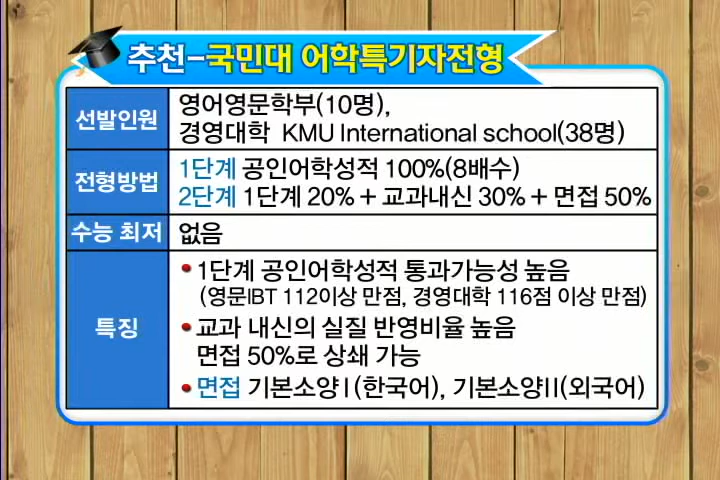 추천-국민대 어학특기자전형
선발인원
영어영문학부(10명),
경영대학 KMU International school(38명)
전형방법
1단계 공인어학성적 100%(8배수)
2단계 1단계 20% + 교과내신 30% + 면접 50%
수능 최저
없음
특징
• 1단계 공인어학성적 통과가능성 높음
(영문IBT 112이상 만점, 경영대학 116점 이상 만점)
• 교과 내신의 실질 반영비율 높음
면접 50%로 상쇄 가능
• 면접 기본소양Ⅰ(한국어), 기본소양II(외국어)